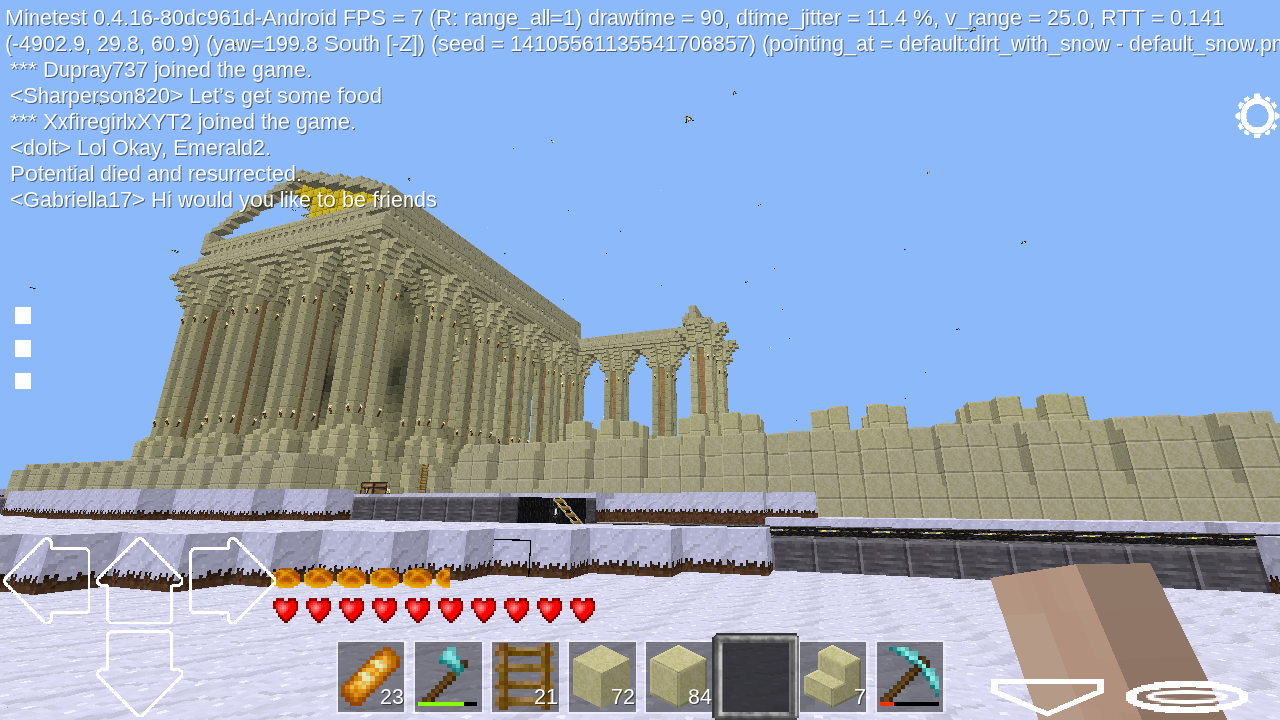 Minetest 0.4.16-80dc961d-Android FPS = 7 (R: range_all=1) drawtime = 90, dtime_jitter = 11.4 %, v_range = 25.0, RTT = 0.141
(-4902.9, 29.8, 60.9) (yaw=199.8 South [-Z]) (seed = 14105561135541706857) (pointing_at = default:dirt_with_snow - default_snow.pn
*** Dupray737 joined the game.
<Sharperson820> Let's get some food
*** XxfiregirlxXYT2 joined the game.
<dolt> Lol Okay, Emerald2.
Potential died and resurrected.
<Gabriella17> Hi would you like to be friends
23 21 72 84 7